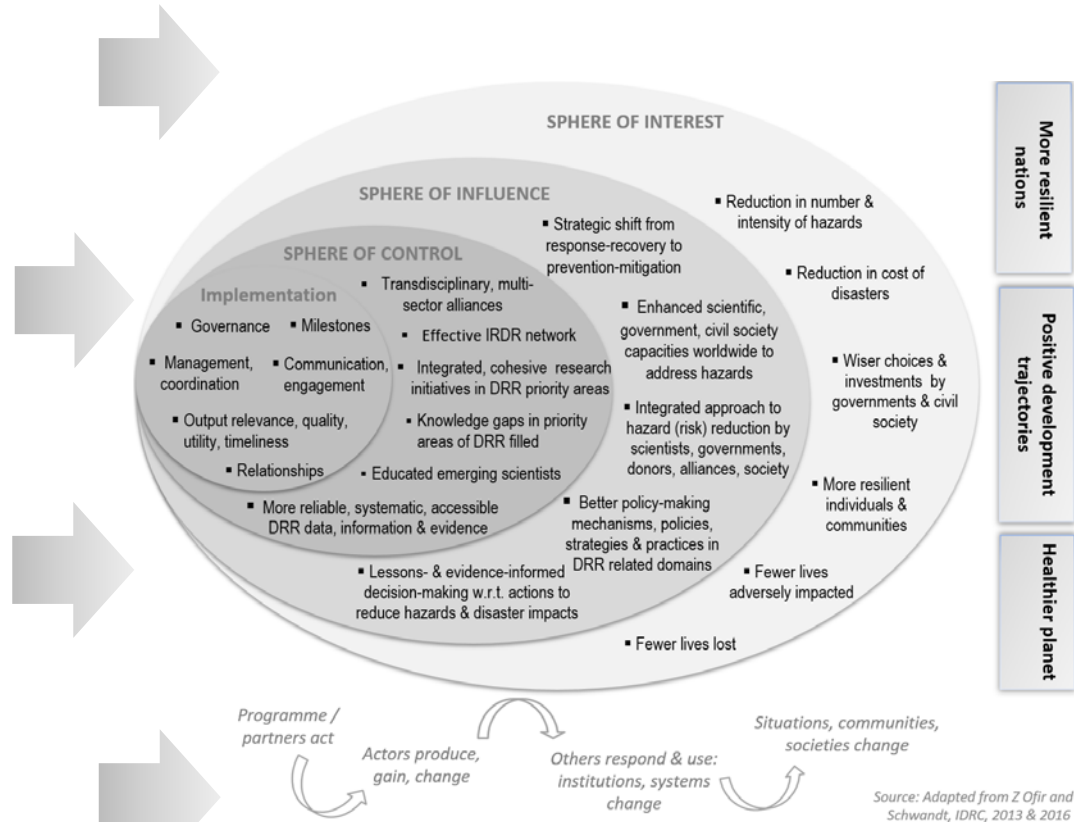 SPHERE OF INTEREST
SPHERE OF INFLUENCE
SPHERE OF CONTROL
Implementation
▪ Governance
▪ Milestones
▪ Management,
coordination
▪ Communication,
engagement
▪ Output relevance, quality,
utility, timeliness
▪ Relationships
▪ Transdisciplinary, multi-
sector alliances
▪ Effective IRDR network
▪ Integrated, cohesive research
initiatives in DRR priority areas
▪ Knowledge gaps in priority
areas of DRR filled
▪ Educated emerging scientists
▪ More reliable, systematic, accessible
DRR data, information & evidence
▪ Strategic shift from
response-recovery to
prevention-mitigation
▪ Enhanced scientific,
government, civil society
capacities worldwide to
address hazards
▪ Integrated approach to
hazard (risk) reduction by
scientists, governments,
donors, alliances, society
▪ Better policy-making
mechanisms, policies,
strategies & practices in
DRR related domains
▪ Lessons- & evidence-informed
decision-making w.r.t. actions to
reduce hazards & disaster impacts
▪ Reduction in number &
intensity of hazards
▪ Reduction in cost of
disasters
▪ Wiser choices &
investments by
governments & civil
society
▪ More resilient
individuals &
communities
▪ Fewer lives
adversely impacted
▪ Fewer lives lost
More resilient
nations
Positive development
trajectories
Healthier planet
Programme /
partners act
Actors produce,
gain, change
Others respond & use:
institutions, systems
change
Situations, communities,
societies change
Source: Adapted from Z Ofir and
Schwandt, IDRC, 2013 & 2016